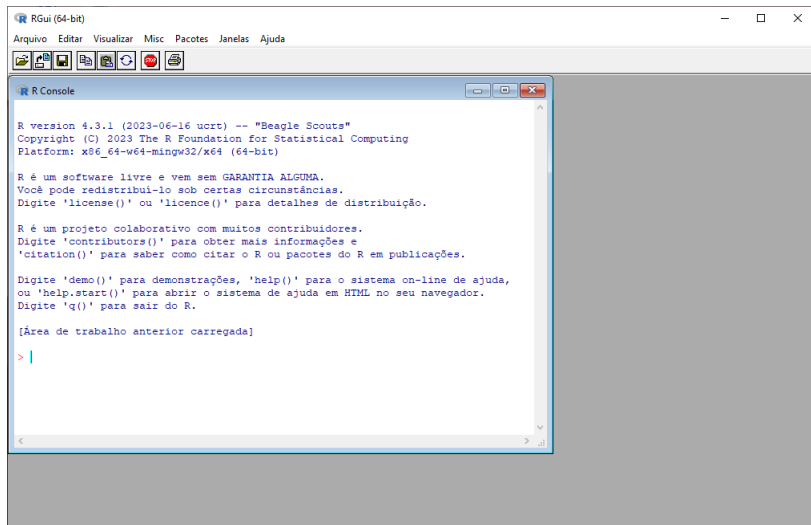 RGui (64-bit)
Arquivo Editar Visualizar Misc Pacotes Janelas Ajuda
STOP
R Console
R version 4.3.1 (2023-06-16 ucrt) -- "Beagle Scouts"
Copyright (C) 2023 The R Foundation for Statistical Computing
Platform: x86_64-w64-mingw32/x64 (64-bit)
R é um software livre e vem sem GARANTIA ALGUMA.
Você pode redistribuí-lo sob certas circunstâncias.
Digite 'license()' ou 'licence()' para detalhes de distribuição.
R é um projeto colaborativo com muitos contribuidores.
Digite 'contributors()' para obter mais informações e
'citation()' para saber como citar o R ou pacotes do R em publicações.
Digite 'demo()' para demonstrações, 'help()' para o sistema on-line de ajuda,
ou 'help.start()' para abrir o sistema de ajuda em HTML no seu navegador.
Digite 'q()' para sair do R.
[Área de trabalho anterior carregada]
>